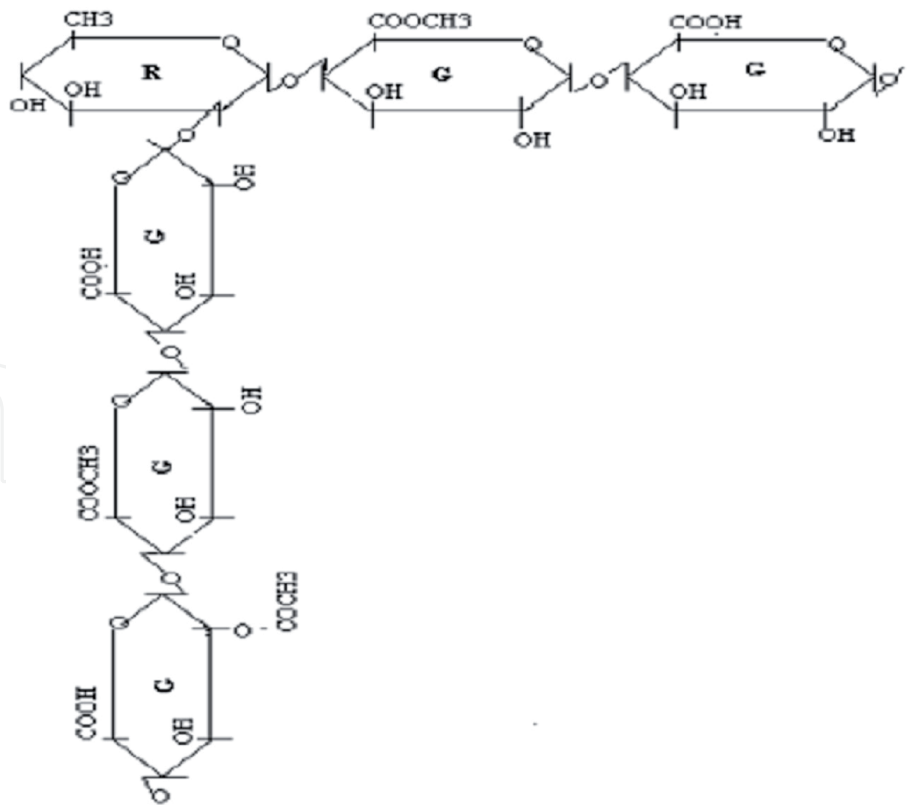 CH3 COOCH3 COOH
O O O
R G G
OH OH OH OH
O O O
OH OH
O
O OH
G
COOH OH
O
O OH
G
COOCH3 OH
O
COCH3
O O
G
COOH OH
O